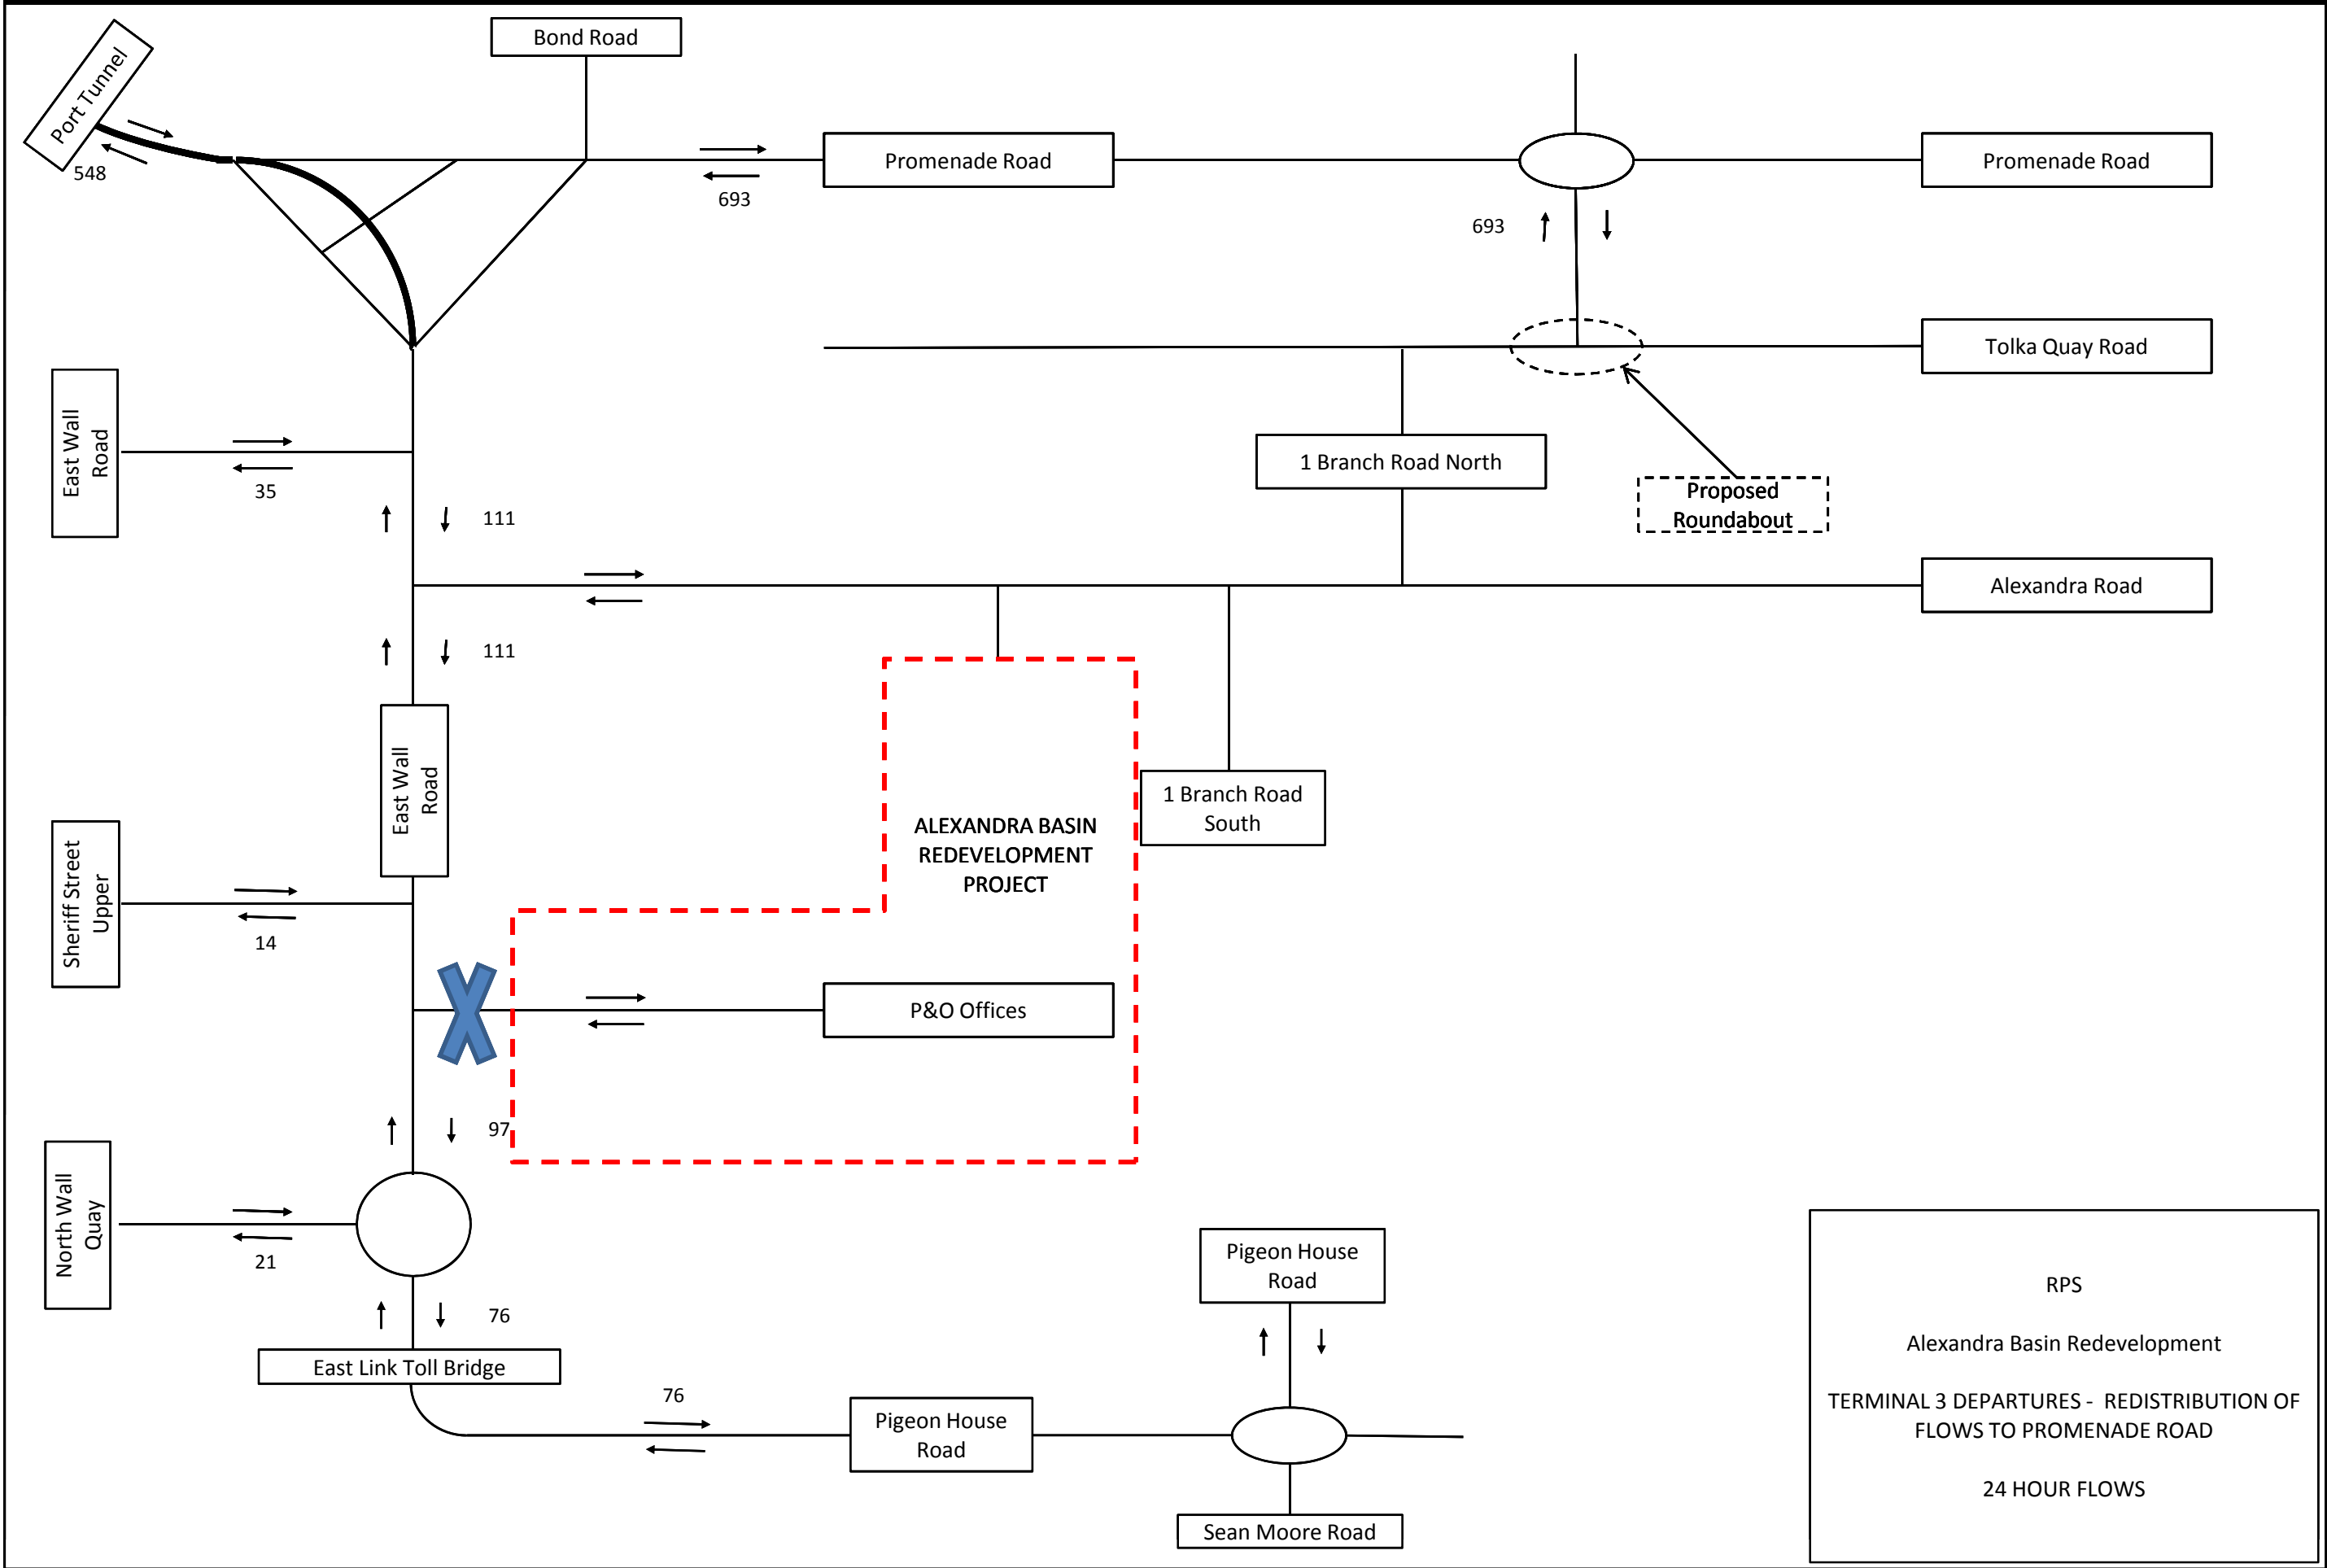 Bond Road
Port Tunnel
548
Promenade Road
693
Promenade Road
693
Tolka Quay Road
East Wall
Road
35
1 Branch Road North
Proposed
Roundabout
111
Alexandra Road
111
East Wall
Road
1 Branch Road
South
ALEXANDRA BASIN
REDEVELOPMENT
PROJECT
Sheriff Street
Upper
14
P&O Offices
97
North Wall
Quay
21
76
East Link Toll Bridge
76
Pigeon House
Road
Pigeon House
Road
Sean Moore Road
RPS
Alexandra Basin Redevelopment
TERMINAL 3 DEPARTURES - REDISTRIBUTION OF
FLOWS TO PROMENADE ROAD
24 HOUR FLOWS